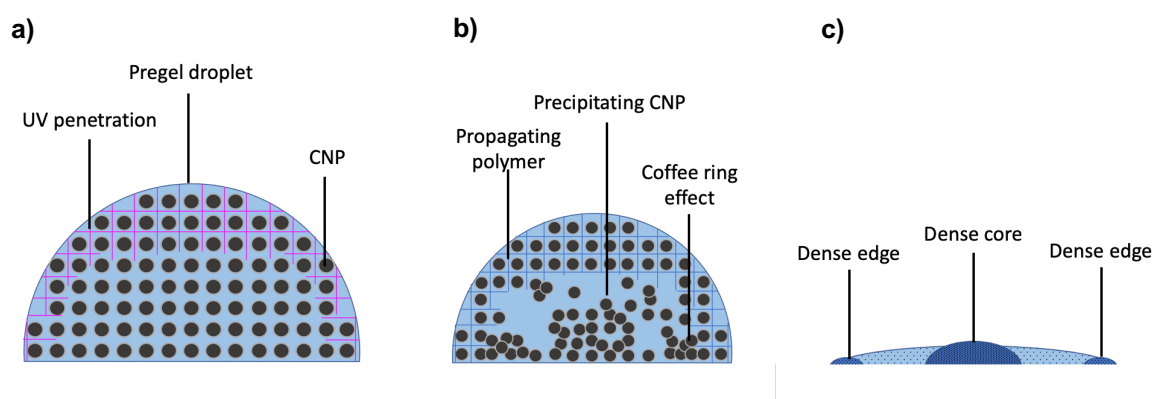 a)
Pregel droplet
UV penetration
CNP
b)
Precipitating CNP
Propagating
polymer
Coffee ring
effect
c)
Dense edge
Dense core
Dense edge